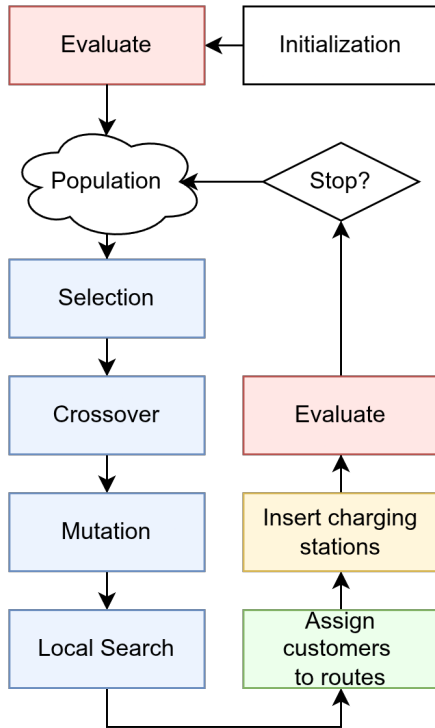 Evaluate
Initialization
Population
Stop?
Selection
Crossover
Evaluate
Mutation
Insert charging
stations
Local Search
Assign
customers
to routes